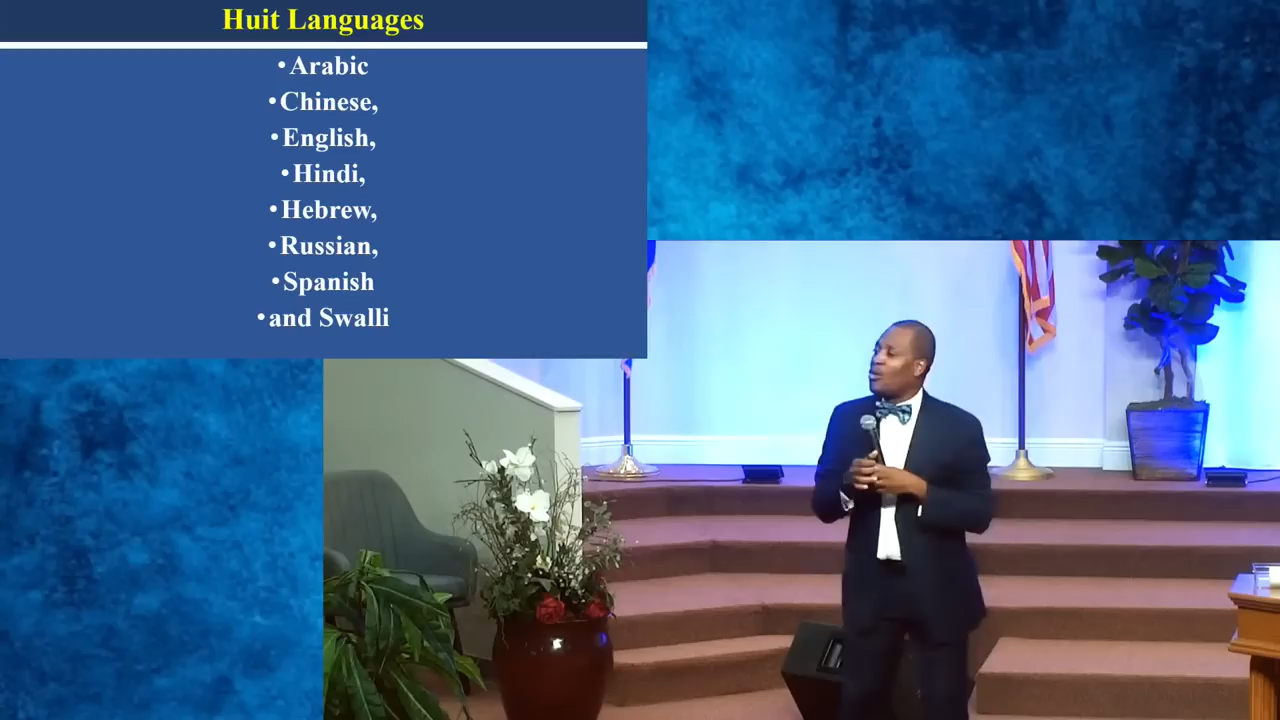 Huit Languages
•Arabic
•Chinese,
•English,
•Hindi,
•Hebrew,
•Russian,
•Spanish
•and Swalli